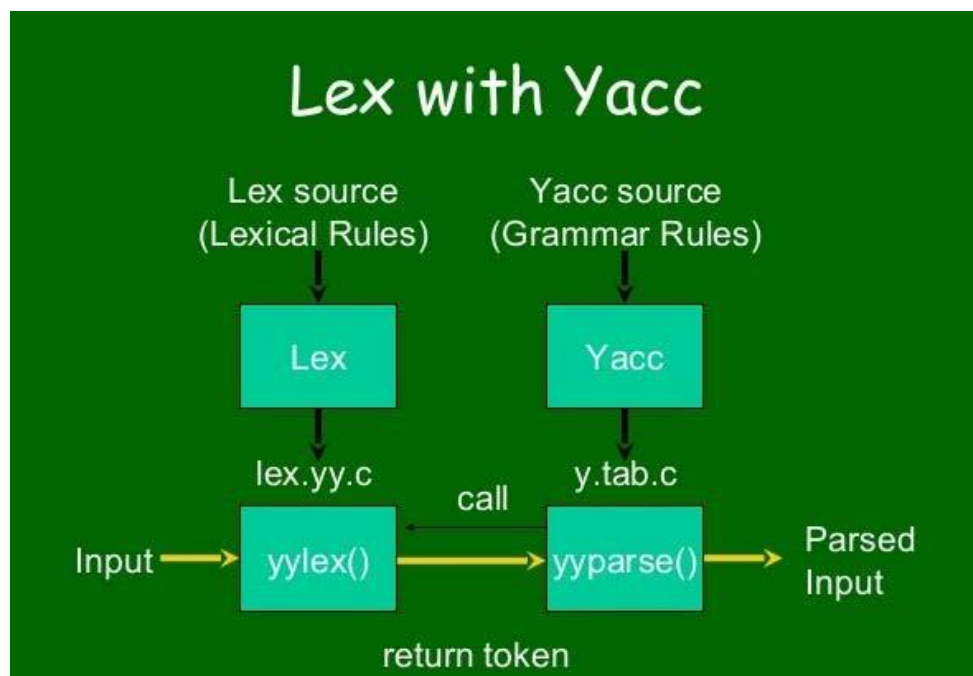 Lex with Yacc
Lex source
(Lexical Rules)
Yacc source
(Grammar Rules)
Lex
Yacc
lex.yy.c
y.tab.c
call
Input
yylex()
yyparse()
Parsed
Input
return token